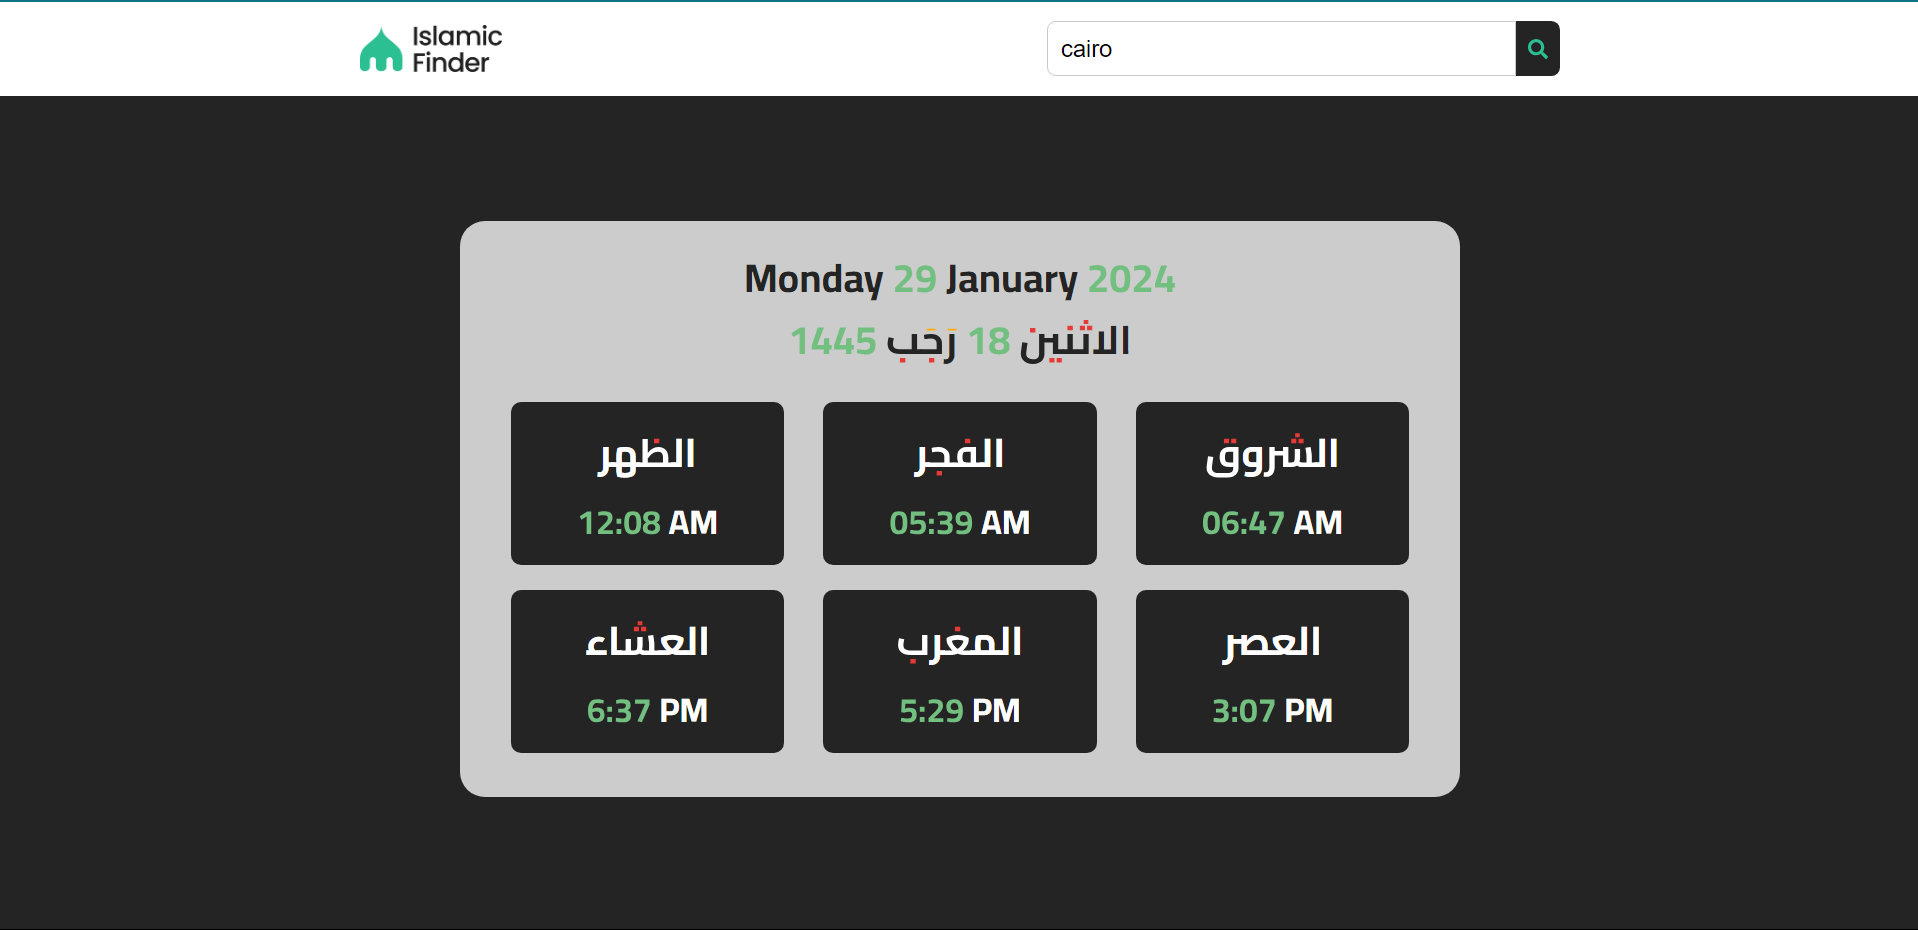 Islamic
Finder
cairo
Monday 29 January 2024
الاثنين 18 رَجَب 1445
الشروق
06:47 AM
الفجر
05:39 AM
الظهر
12:08 AM
العصر
3:07 PM
المغرب
5:29 PM
العشاء
6:37 PM